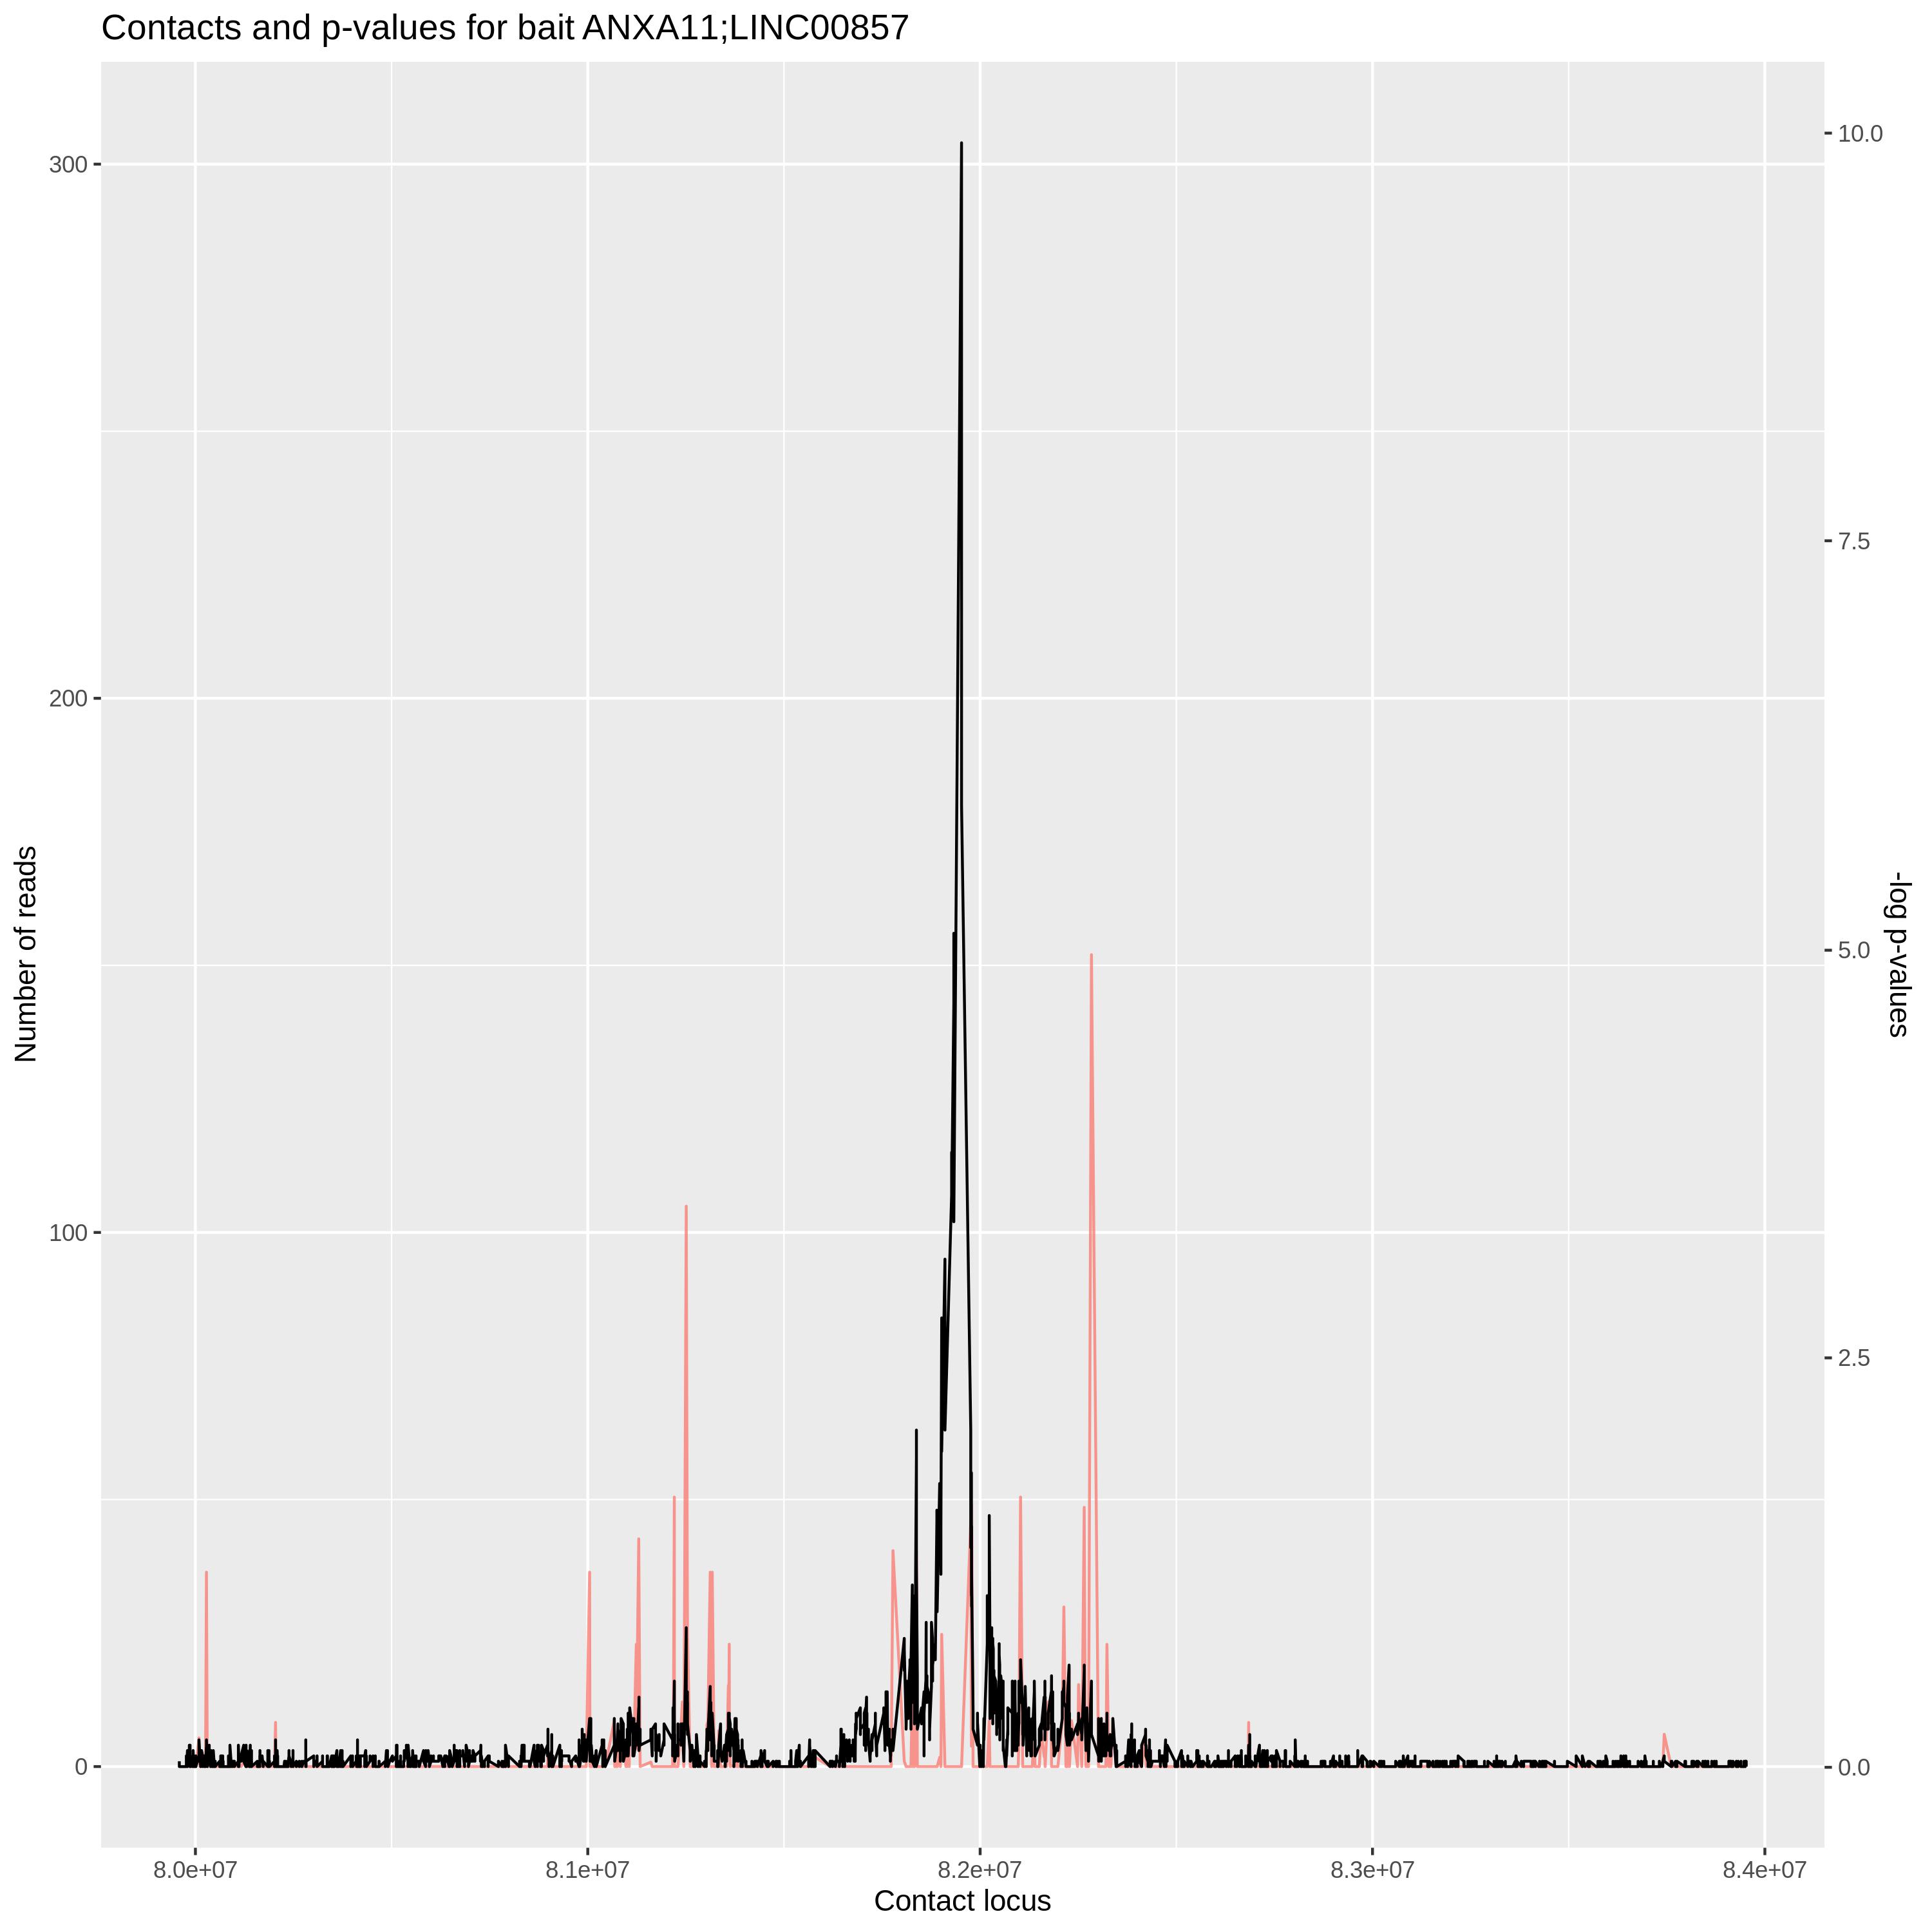 Contacts and p-values for bait ANXA11;LINC00857
300
200
100
0
10.0
7.5
5.0
2.5
0.0
Number of reads
-log p-values
8.0e+07
8.1e+07
8.2e+07
8.3e+07
8.4e+07
Contact locus